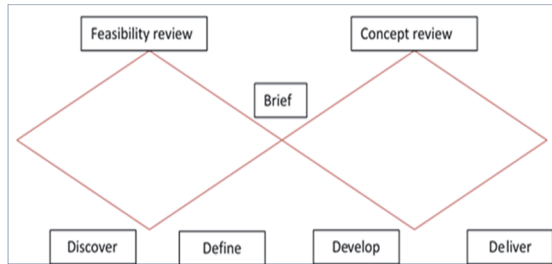 Feasibility review
Concept review
Brief
Discover
Define
Develop
Deliver